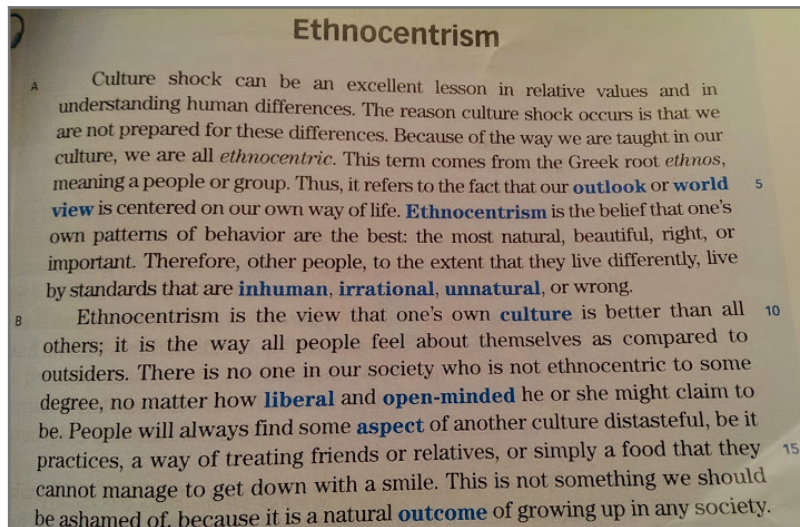 Ethnocentrism
A Culture shock can be an excellent lesson in relative values and in
understanding human differences. The reason culture shock occurs is that we
are not prepared for these differences. Because of the way we are taught in our
culture, we are all ethnocentric. This term comes from the Greek root ethnos,
meaning a people or group. Thus, it refers to the fact that our outlook or world 5
view is centered on our own way of life. Ethnocentrism is the belief that one's
own patterns of behavior are the best: the most natural, beautiful, right, or
important. Therefore, other people, to the extent that they live differently, live
by standards that are inhuman, irrational, unnatural, or wrong.
B Ethnocentrism is the view that one's own culture is better than all 10
others; it is the way all people feel about themselves as compared to
outsiders. There is no one in our society who is not ethnocentric to some
degree, no matter how liberal and open-minded he or she might claim to
be. People will always find some aspect of another culture distasteful, be it
practices, a way of treating friends or relatives, or simply a food that they 15
cannot manage to get down with a smile. This is not something we should
be ashamed of, because it is a natural outcome of growing up in any society.